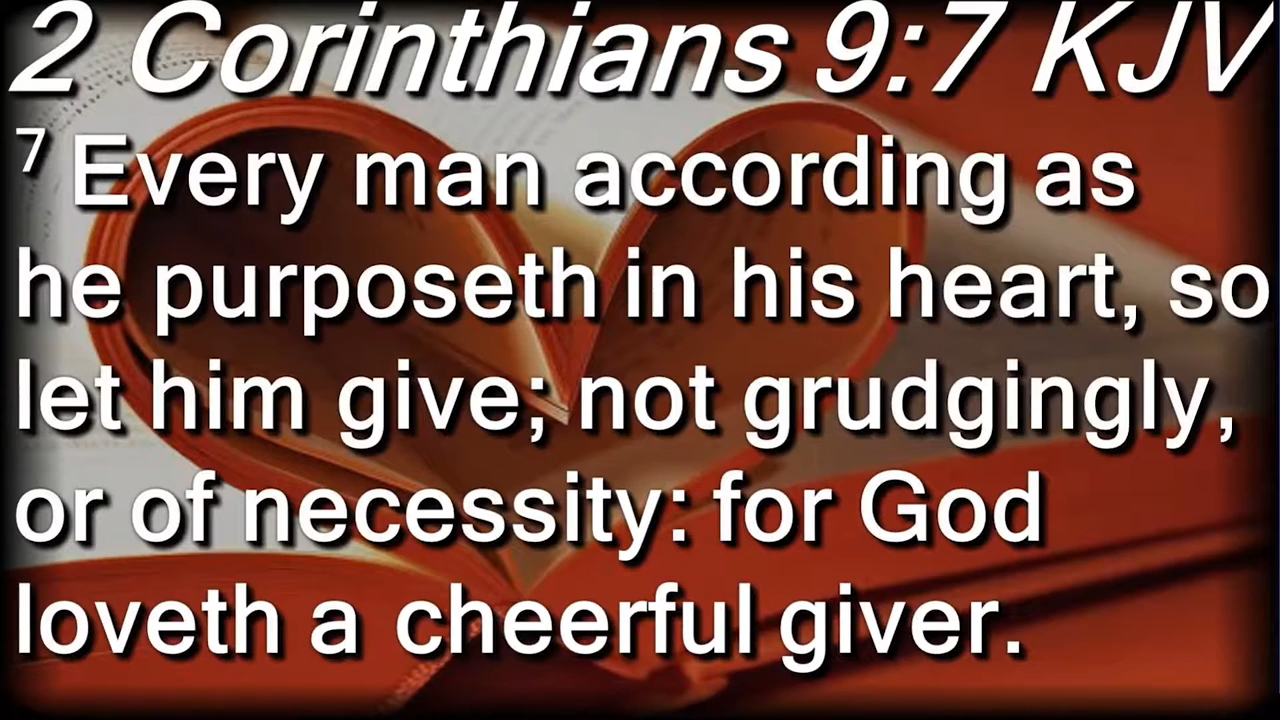 2 Corinthians 9:7 KJV
7 Every man according as
he purposeth in his heart, so
let him give; not grudgingly,
or of necessity: for God
loveth a cheerful giver.